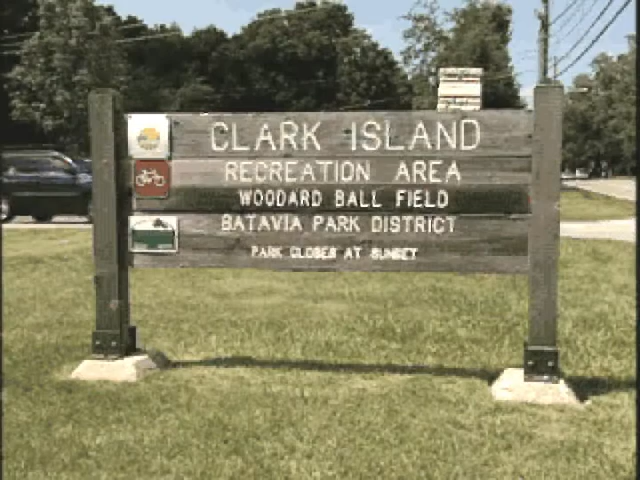 CLARK ISLAND
RECREATION AREA
WOODARD BALL FIELD
BATAVIA PARK DISTRICT
PARK CLOSES AT SUNSET